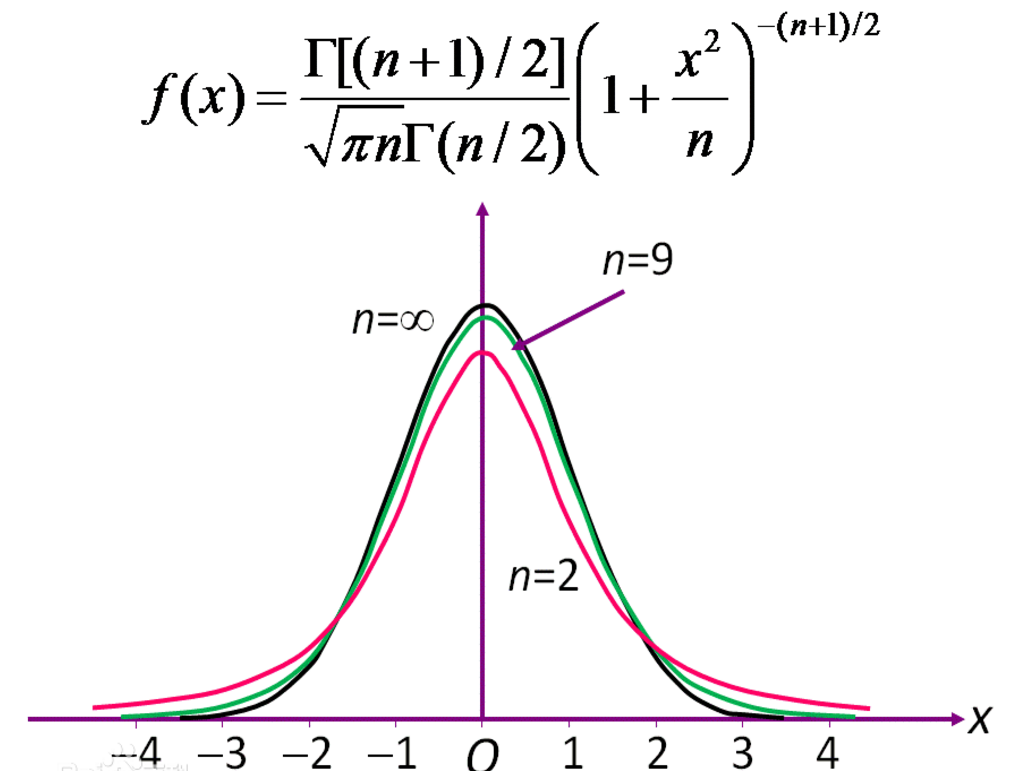 f(x) = Γ[(n+1)/2] / √πn Γ(n/2) (1 + x²/n)^−(n+1)/2
n=9
n=∞
n=2
x
−4 −3 −2 −1 O 1 2 3 4